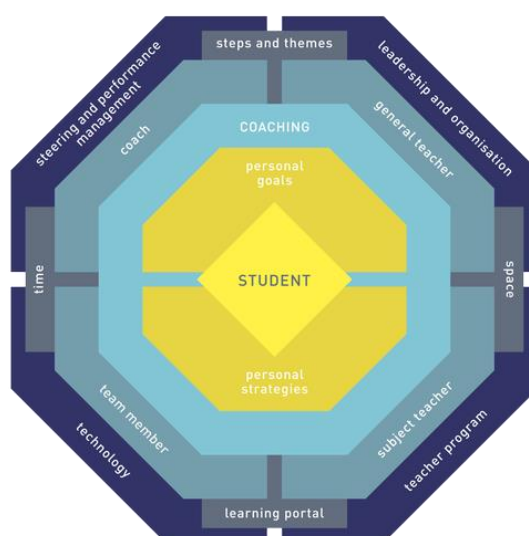 steps and themes
steering and performance
management
leadership and organisation
coach
general teacher
COACHING
personal
goals
time
STUDENT
space
personal
strategies
team member
subject teacher
technology
teacher program
learning portal